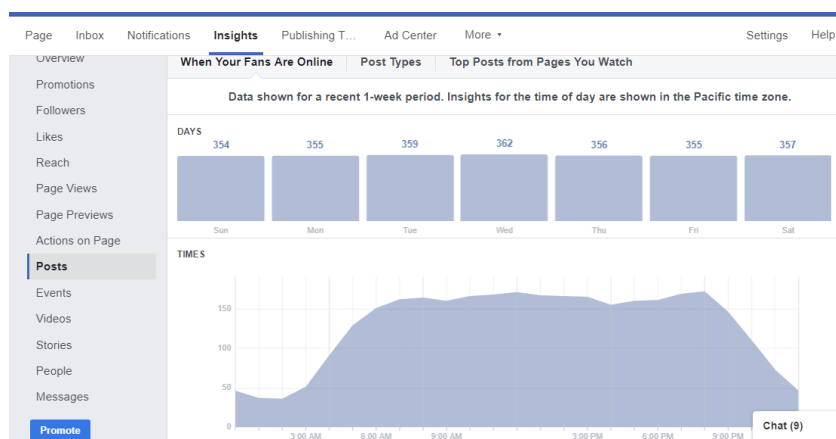 Page Inbox Notifications Insights Publishing T... Ad Center More Settings Help
Overview
Promotions
Followers
Likes
Reach
Page Views
Page Previews
Actions on Page
Posts
Events
Videos
Stories
People
Messages
Promote
When Your Fans Are Online Post Types Top Posts from Pages You Watch
Data shown for a recent 1-week period. Insights for the time of day are shown in the Pacific time zone.
DAYS
354 355 359 362 356 355 357
Sun Mon Tue Wed Thu Fri Sat
TIMES
150
100
50
0
3:00 AM 6:00 AM 9:00 AM 3:00 PM 6:00 PM 9:00 PM
Chat (9)